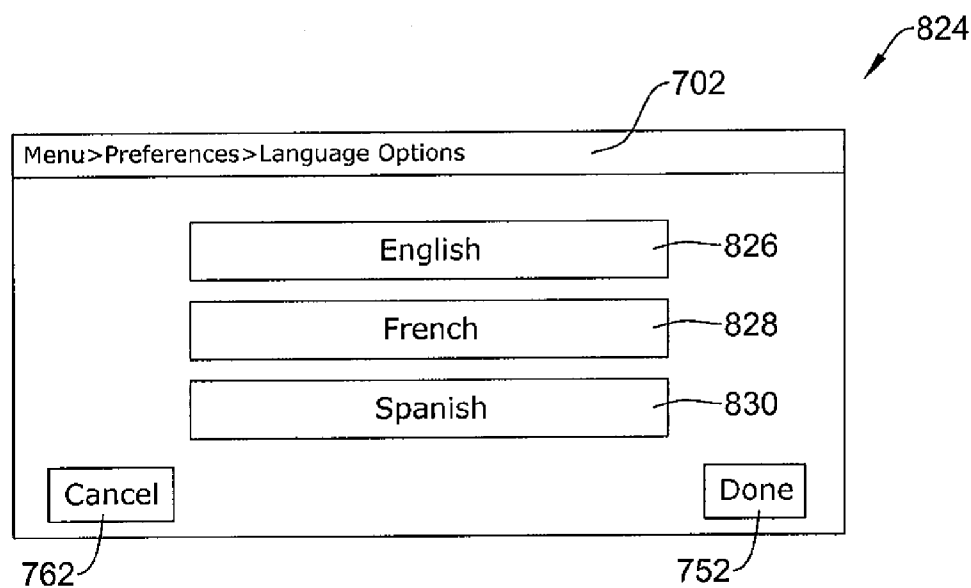 824
702
Menu>Preferences>Language Options
English
826
French
828
Spanish
830
Cancel
Done
762
752